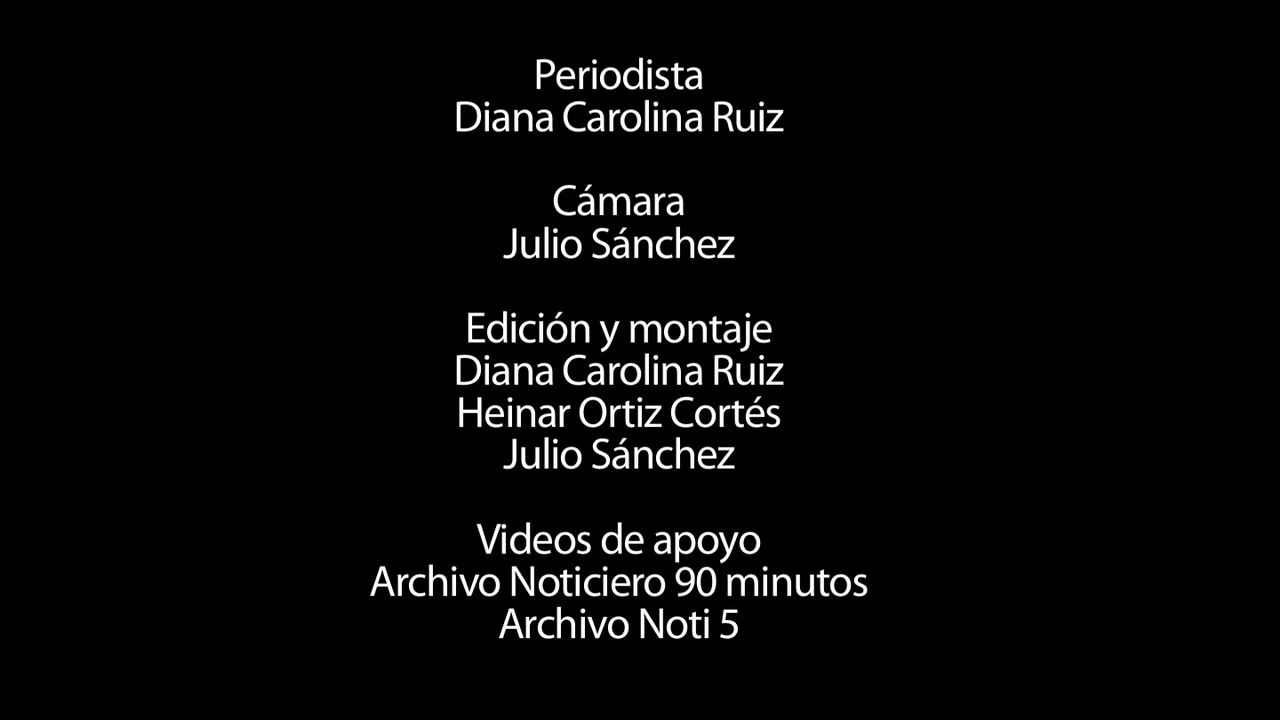 Periodista
Diana Carolina Ruiz
Cámara
Julio Sánchez
Edición y montaje
Diana Carolina Ruiz
Heinar Ortiz Cortés
Julio Sánchez
Videos de apoyo
Archivo Noticiero 90 minutos
Archivo Noti 5